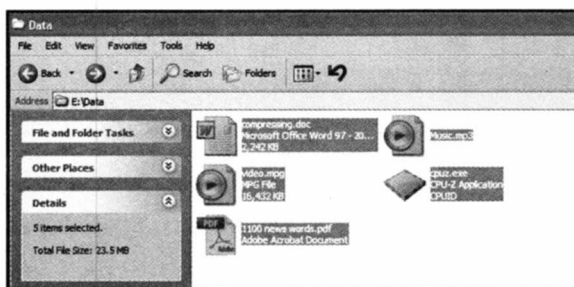 Data
File Edit View Favorites Tools Help
Back Search Folders
Address E:\Data
File and Folder Tasks
Other Places
Details
5 items selected.
Total File Size: 23.5 MB
compressing.doc
Microsoft Office Word 97 - 20...
2,242 KB
Music.mp3
video.mpg
MPG File
16,432 KB
cpuz.exe
CPU-Z Application
CPUID
PDF
Adobe
1100 news words.pdf
Adobe Acrobat Document